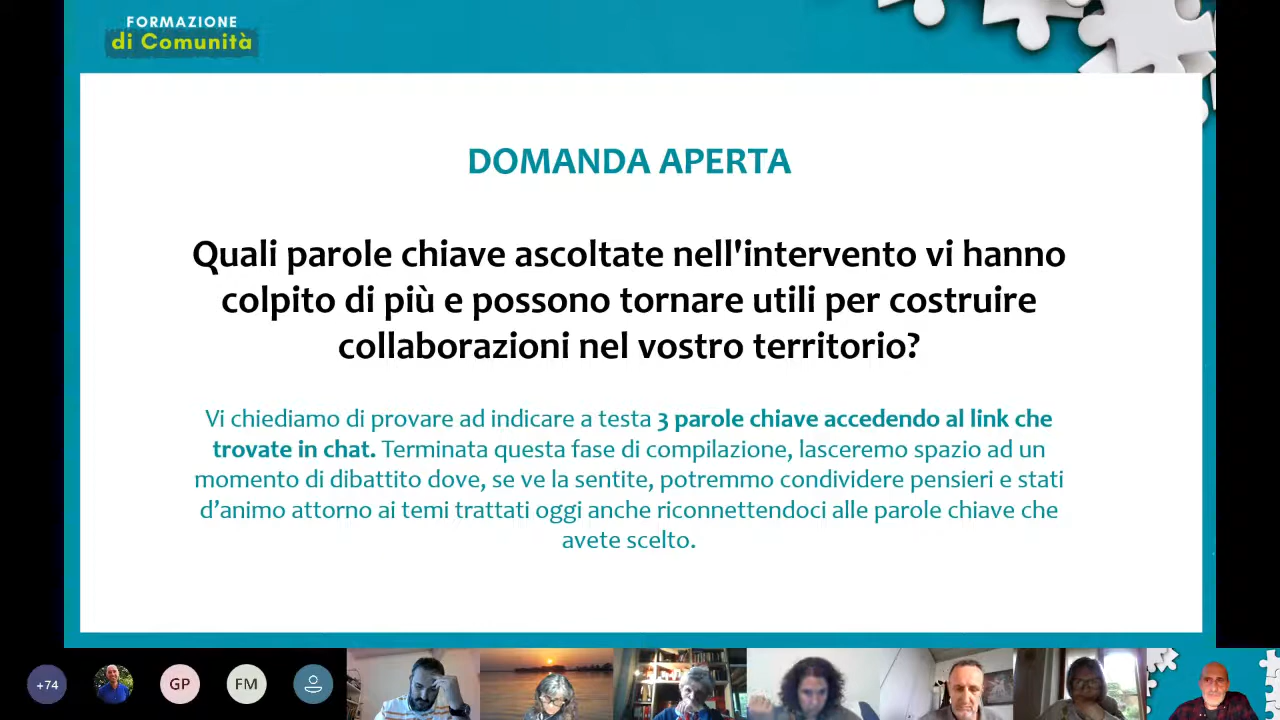 FORMAZIONE
di Comunità
DOMANDA APERTA
Quali parole chiave ascoltate nell'intervento vi hanno
colpito di più e possono tornare utili per costruire
collaborazioni nel vostro territorio?
Vi chiediamo di provare ad indicare a testa 3 parole chiave accedendo al link che
trovate in chat. Terminata questa fase di compilazione, lasceremo spazio ad un
momento di dibattito dove, se ve la sentite, potremmo condividere pensieri e stati
d’animo attorno ai temi trattati oggi anche riconnettendoci alle parole chiave che
avete scelto.
+74
GP
FM